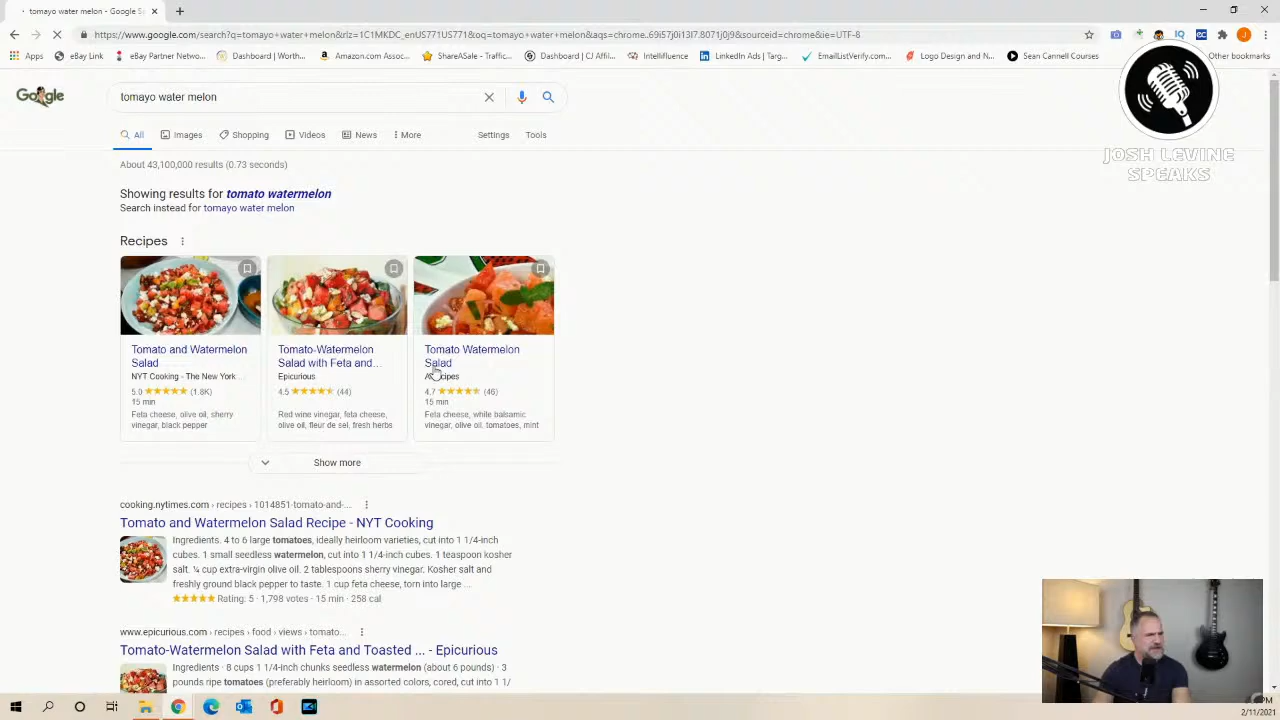 tomayo water melon - Google Se
https://www.google.com/search?q=tomayo+water+melon&rlz=1C1MKDC_enUS771US771&oq=tomayo+water+melon&aqs=chrome..69i57j0i13l7.8071j0j9&sourceid=chrome&ie=UTF-8
Apps eBay Link eBay Partner Networ... Dashboard | Worth... Amazon.com Assoc... ShareASale - Traffic... Dashboard | CJ Affil... Intellifluence LinkedIn Ads | Targ... EmailListVerify.com... Logo Design and N... Sean Cannell Courses Other bookmarks
Google
tomayo water melon
All Images Shopping Videos News More Settings Tools
JOSH LEVINE
SPEAKS
About 43,100,000 results (0.73 seconds)
Showing results for tomato watermelon
Search instead for tomayo water melon
Recipes
Tomato and Watermelon
Salad
NYT Cooking - The New York ...
5.0 (1.8K)
15 min
Feta cheese, olive oil, sherry
vinegar, black pepper
Tomato-Watermelon
Salad with Feta and...
Epicurious
4.5 (44)
Red wine vinegar, feta cheese,
olive oil, fleur de sel, fresh herbs
Tomato Watermelon
Salad
4.7 (46)
15 min
Feta cheese, white balsamic
vinegar, olive oil, tomatoes, mint
Show more
cooking.nytimes.com › recipes › 1014851-tomato-and-...
Tomato and Watermelon Salad Recipe - NYT Cooking
Ingredients. 4 to 6 large tomatoes, ideally heirloom varieties, cut into 1 1/4-inch
cubes. 1 small seedless watermelon, cut into 1 1/4-inch cubes. 1 teaspoon kosher
salt. ¼ cup extra-virgin olive oil. 2 tablespoons sherry vinegar. Kosher salt and
freshly ground black pepper to taste. 1 cup feta cheese, torn into large ...
Rating: 5 · 1,798 votes · 15 min · 258 cal
www.epicurious.com › recipes › food › views › tomato...
Tomato-Watermelon Salad with Feta and Toasted ... - Epicurious
Ingredients · 8 cups 1 1/4-inch chunks seedless watermelon (about 6 pounds) · 3
pounds ripe tomatoes (preferably heirloom) in assorted colors, cored, cut into 1 1/
PM
2/11/2021